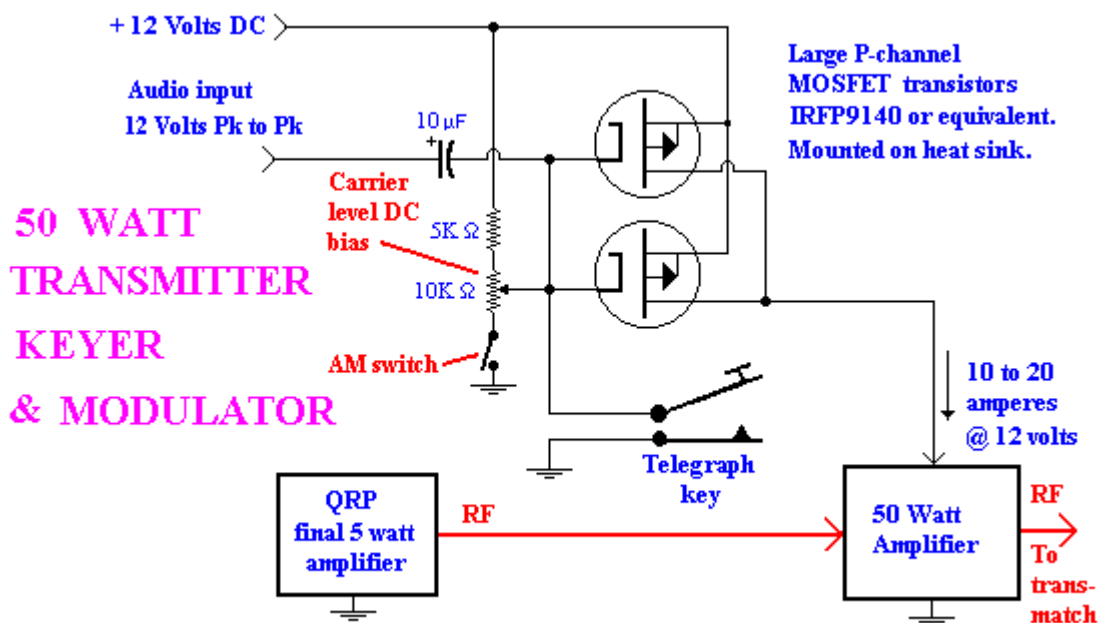 + 12 Volts DC
Audio input
12 Volts Pk to Pk
10 µF
+
Large P-channel
MOSFET transistors
IRFP9140 or equivalent.
Mounted on heat sink.
Carrier
level DC
bias
5K Ω
10K Ω
AM switch
50 WATT
TRANSMITTER
KEYER
& MODULATOR
Telegraph
key
10 to 20
amperes
@ 12 volts
QRP
final 5 watt
amplifier
RF
50 Watt
Amplifier
RF
To
trans-
match